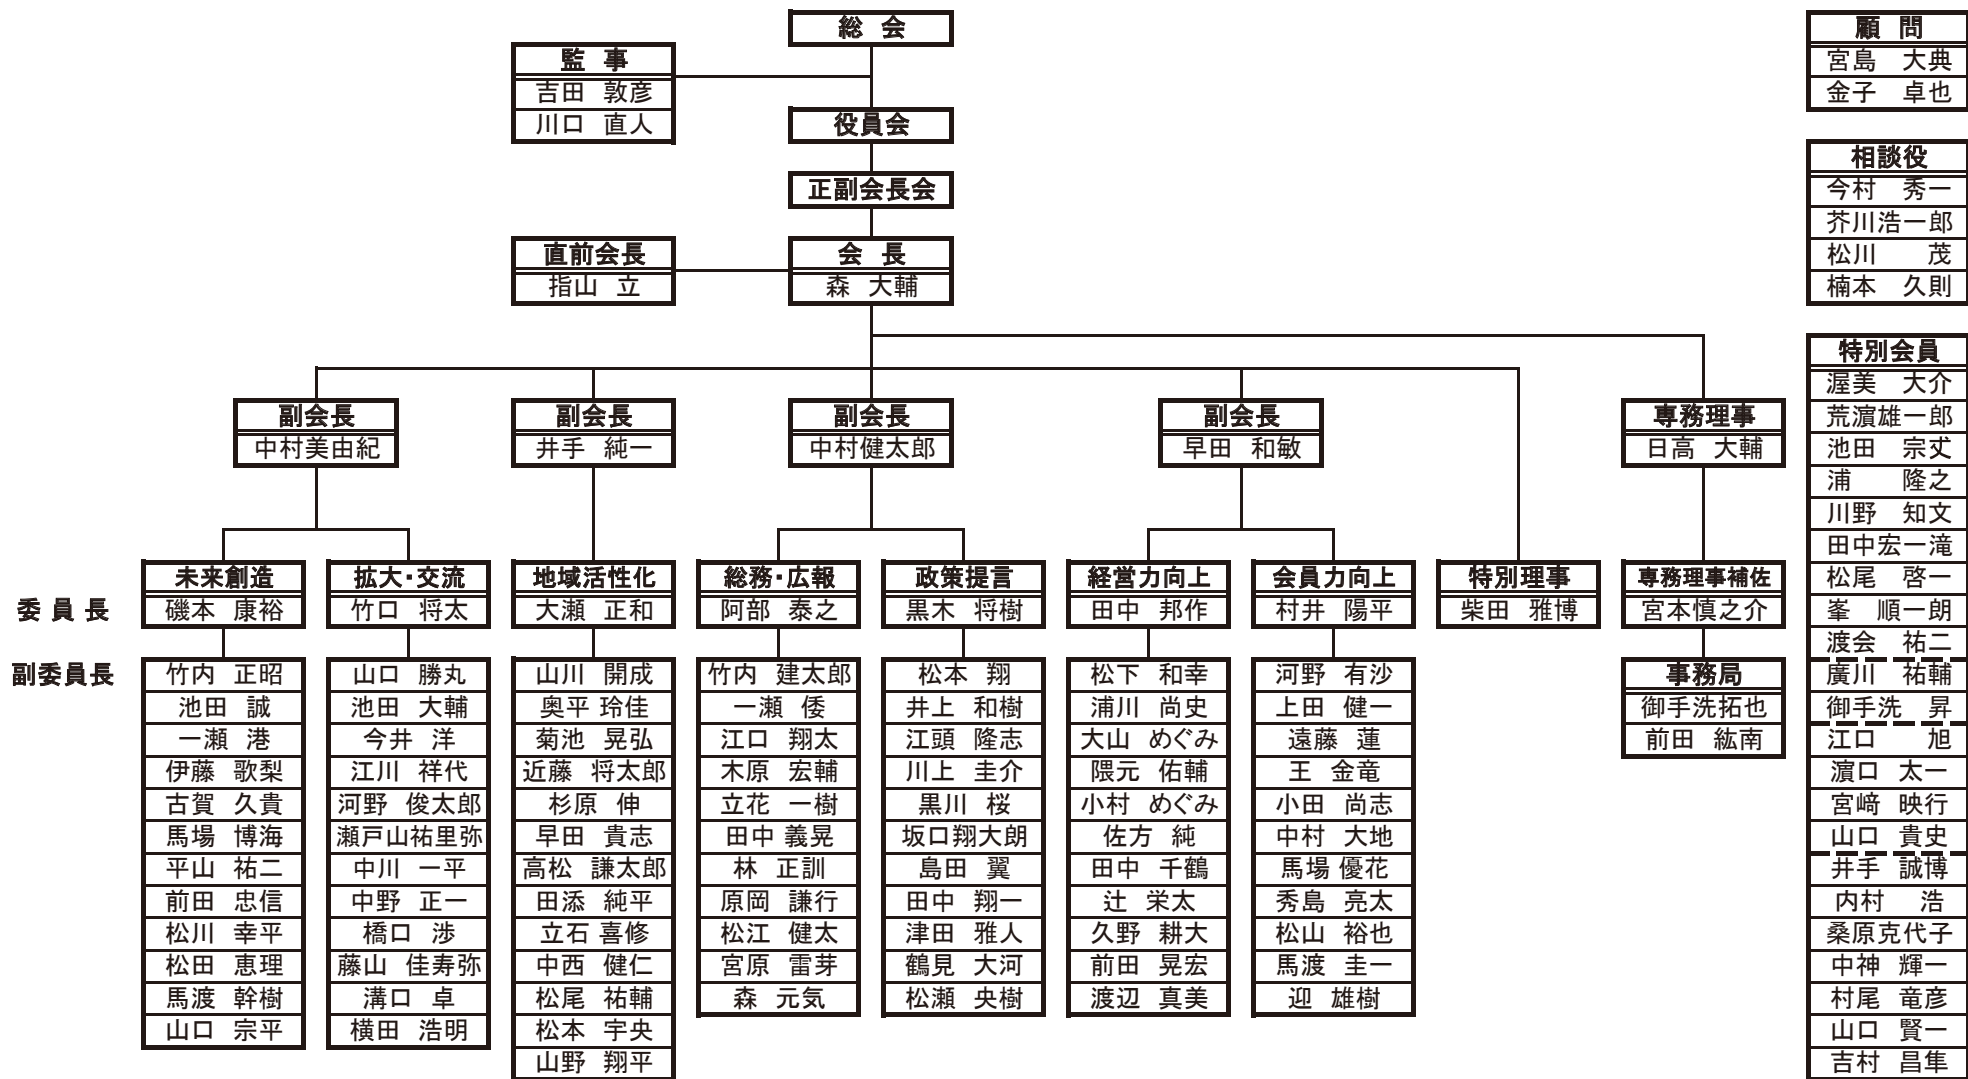 総 会
監 事
吉田 敦彦
川口 直人
役員会
正副会長会
直前会長
指山 立
会 長
森 大輔
副会長
中村美由紀
副会長
井手 純一
副会長
中村健太郎
副会長
早田 和敏
専務理事
日高 大輔
委 員 長
副委員長
未来創造
磯本 康裕
竹内 正昭
池田 誠
一瀬 港
伊藤 歌梨
古賀 久貴
馬場 博海
平山 祐二
前田 忠信
松川 幸平
松田 恵理
馬渡 幹樹
山口 宗平
拡大・交流
竹口 将太
山口 勝丸
池田 大輔
今井 洋
江川 祥代
河野 俊太郎
瀬戸山祐里弥
中川 一平
中野 正一
橋口 渉
藤山 佳寿弥
溝口 卓
横田 浩明
地域活性化
大瀬 正和
山川 開成
奥平 玲佳
菊池 晃弘
近藤 将太郎
杉原 伸
早田 貴志
高松 謙太郎
田添 純平
立石 喜修
中西 健仁
松尾 祐輔
松本 宇央
山野 翔平
総務・広報
阿部 泰之
竹内 建太郎
一瀬 倭
江口 翔太
木原 宏輔
立花 一樹
田中 義晃
林 正訓
原岡 謙行
松江 健太
宮原 雷芽
森 元気
政策提言
黒木 将樹
松本 翔
井上 和樹
江頭 隆志
川上 圭介
黒川 桜
坂口翔大朗
島田 翼
田中 翔一
津田 雅人
鶴見 大河
松瀬 央樹
経営力向上
田中 邦作
松下 和幸
浦川 尚史
大山 めぐみ
隈元 佑輔
小村 めぐみ
佐方 純
田中 千鶴
辻 栄太
久野 耕大
前田 晃宏
渡辺 真美
会員力向上
村井 陽平
河野 有沙
上田 健一
遠藤 蓮
王 金竜
小田 尚志
中村 大地
馬場 優花
秀島 亮太
松山 裕也
馬渡 圭一
迎 雄樹
特別理事
柴田 雅博
専務理事補佐
宮本慎之介
事務局
御手洗拓也
前田 紘南
顧 問
宮島 大典
金子 卓也
相談役
今村 秀一
芥川浩一郎
松川 茂
楠本 久則
特別会員
渥美 大介
荒濵雄一郎
池田 宗丈
浦 隆之
川野 知文
田中宏一滝
松尾 啓一
峯 順一朗
渡会 祐二
廣川 祐輔
御手洗 昇
江口 旭
濵口 太一
宮﨑 映行
山口 貴史
井手 誠博
内村 浩
桑原克代子
中神 輝一
村尾 竜彦
山口 賢一
吉村 昌隼